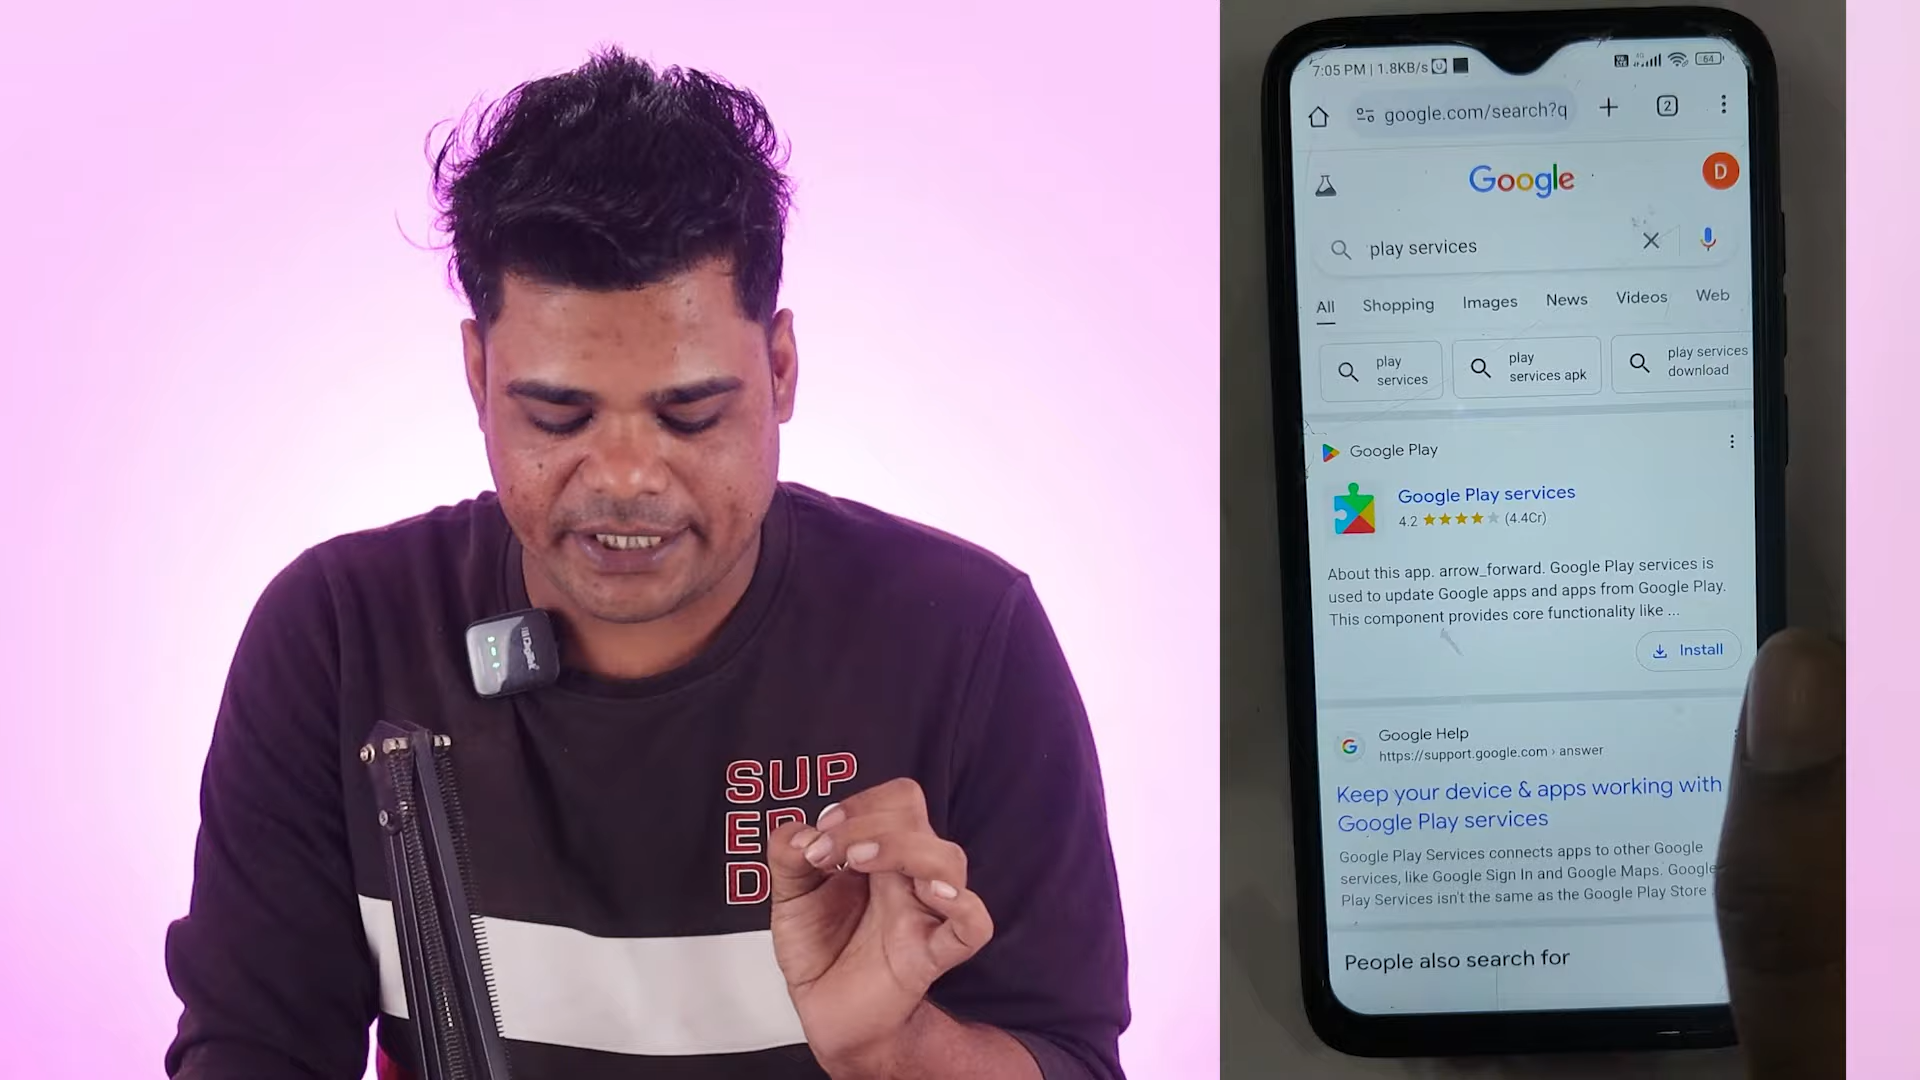 7:05 PM | 1.8KB/s
4G
64
google.com/search?q
2
Google
D
play services
All Shopping Images News Videos Web
play
services
play
services apk
play services
download
Google Play
Google Play services
4.2 (4.4Cr)
About this app. arrow_forward. Google Play services is
used to update Google apps and apps from Google Play.
This component provides core functionality like ...
Install
Google Help
https://support.google.com › answer
Keep your device & apps working with
Google Play services
Google Play Services connects apps to other Google
services, like Google Sign In and Google Maps. Google
Play Services isn't the same as the Google Play Store
People also search for
Digitek
SUP
D